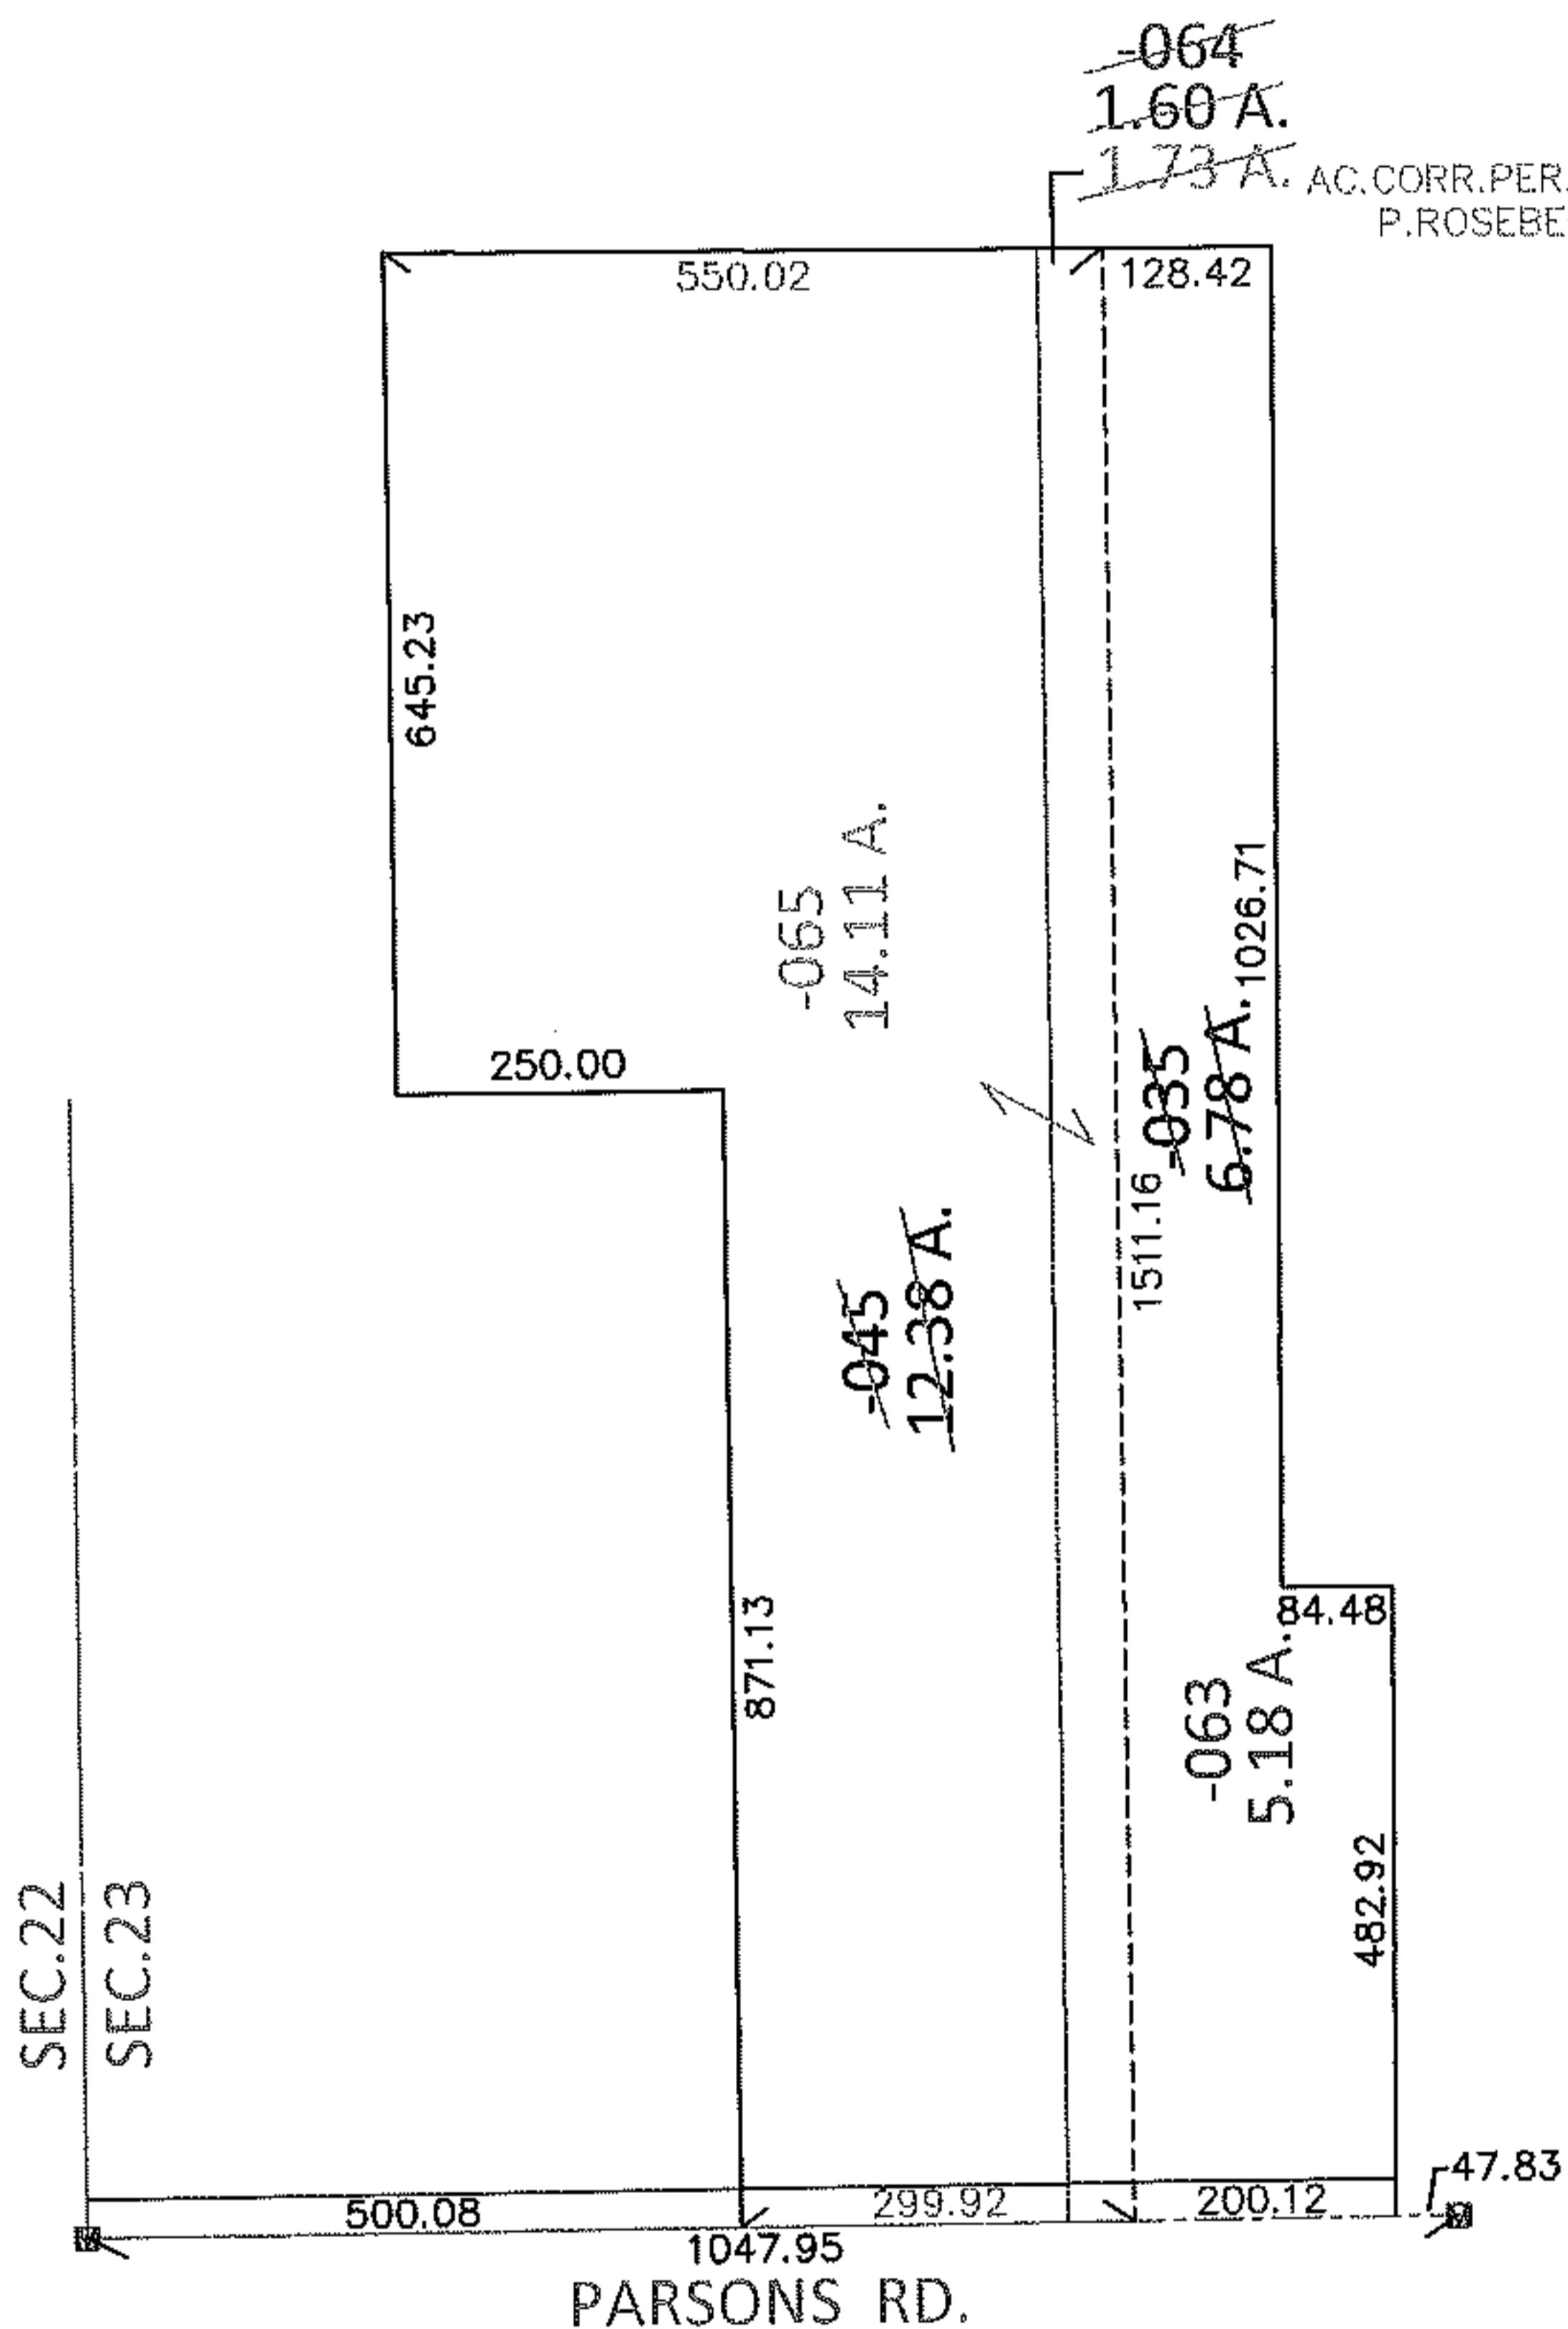 -064
1.60 A.
1.73 A.
AC.CORR.PER.
P.ROSEBE
550.02
128.42
645.23
-065
14.11 A.
1026.71
250.00
-035
6.78 A.
1511.16
-045
12.38 A.
871.13
84.48
-063
5.18 A.
482.92
SEC.22
SEC.23
47.83
500.08
299.92
200.12
1047.95
PARSONS RD.